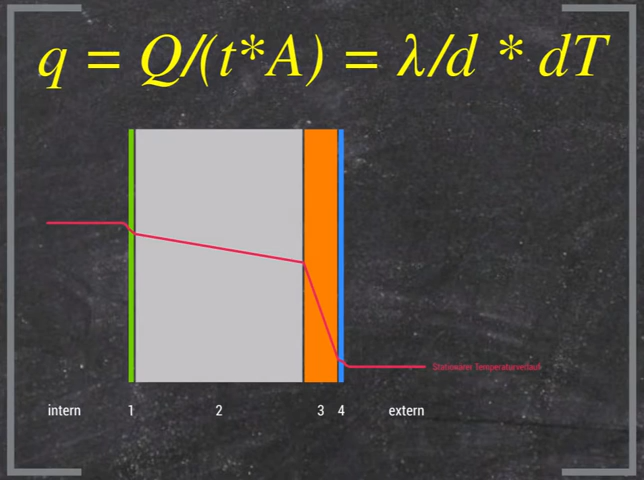 q = Q/(t*A) = λ/d * dT
Stationärer Temperaturverlauf
intern 1 2 3 4 extern